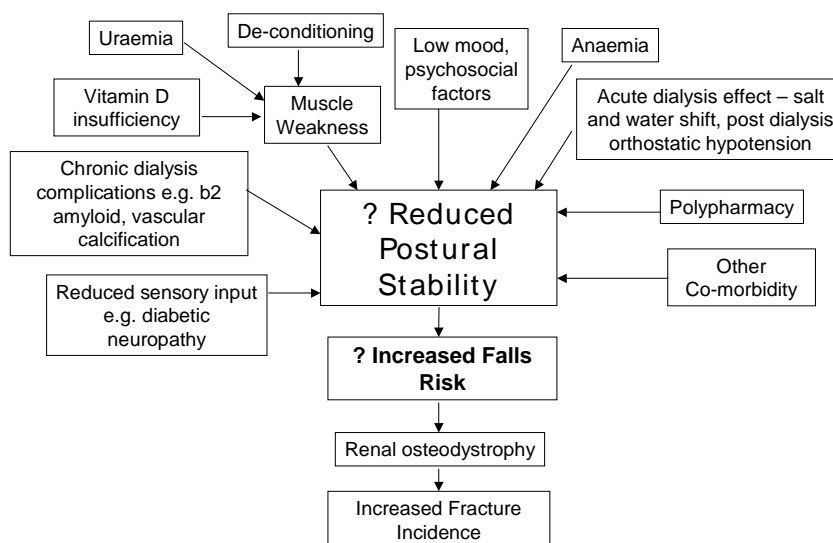 Uraemia
De-conditioning
Low mood,
psychosocial
factors
Anaemia
Vitamin D
insufficiency
Muscle
Weakness
Acute dialysis effect – salt
and water shift, post dialysis
orthostatic hypotension
Chronic dialysis
complications e.g. b2
amyloid, vascular
calcification
? Reduced
Postural
Stability
Polypharmacy
Other
Co-morbidity
Reduced sensory input
e.g. diabetic
neuropathy
? Increased Falls
Risk
Renal osteodystrophy
Increased Fracture
Incidence